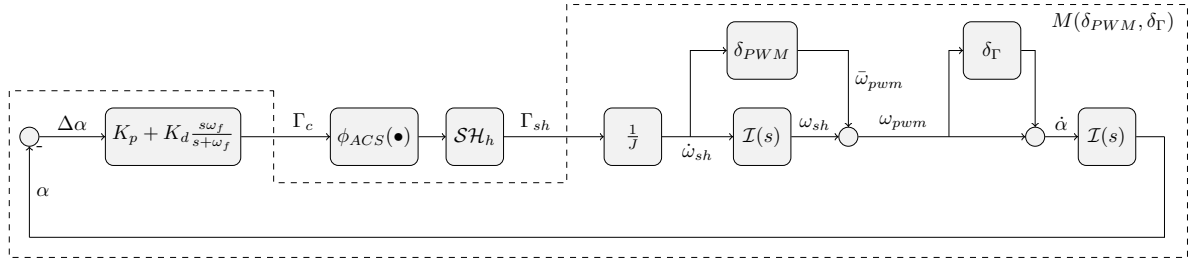 M(δ_{PWM}, δ_Γ)
δ_{PWM}
δ_Γ
ω̄_{pwm}
Δα
K_p + K_d \frac{sω_f}{s+ω_f}
Γ_c
ϕ_{ACS}(•)
𝒮ℋ_h
Γ_{sh}
\frac{1}{J}
ω̇_{sh}
ℐ(s)
ω_{sh}
ω_{pwm}
α̇
ℐ(s)
-
α